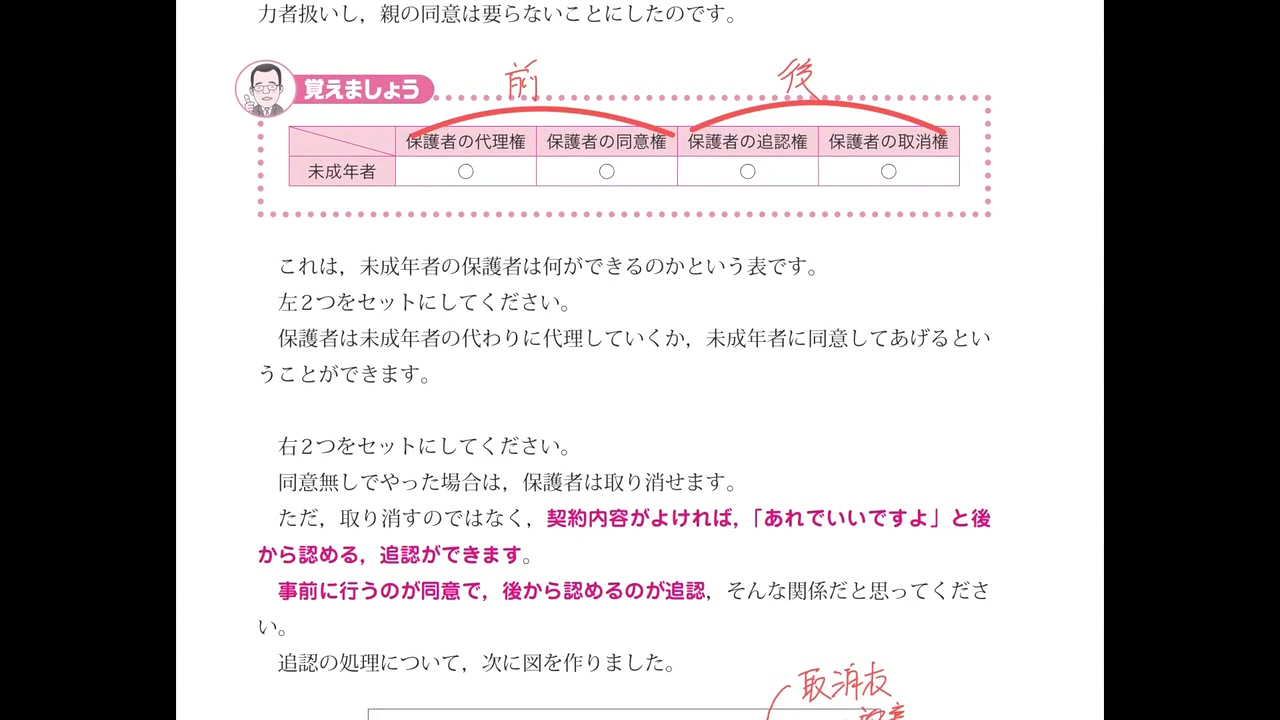 力者扱いし，親の同意は要らないことにしたのです。
覚えましょう
前 後
保護者の代理権 保護者の同意権 保護者の追認権 保護者の取消権
未成年者 ○ ○ ○ ○
これは，未成年者の保護者は何ができるのかという表です。
左２つをセットにしてください。
保護者は未成年者の代わりに代理していくか，未成年者に同意してあげるとい
うことができます。
右２つをセットにしてください。
同意無しでやった場合は，保護者は取り消せます。
ただ，取り消すのではなく，契約内容がよければ，「あれでいいですよ」と後
から認める，追認ができます。
事前に行うのが同意で，後から認めるのが追認，そんな関係だと思ってくださ
い。
追認の処理について，次に図を作りました。
取消